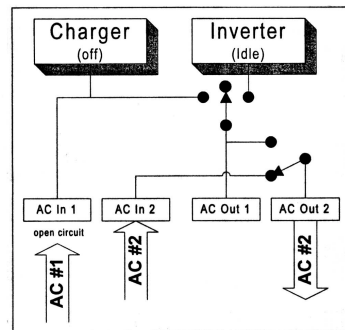 Charger
(off)
Inverter
(Idle)
AC In 1
AC In 2
AC Out 1
AC Out 2
open circuit
AC #1
AC #2
AC #2